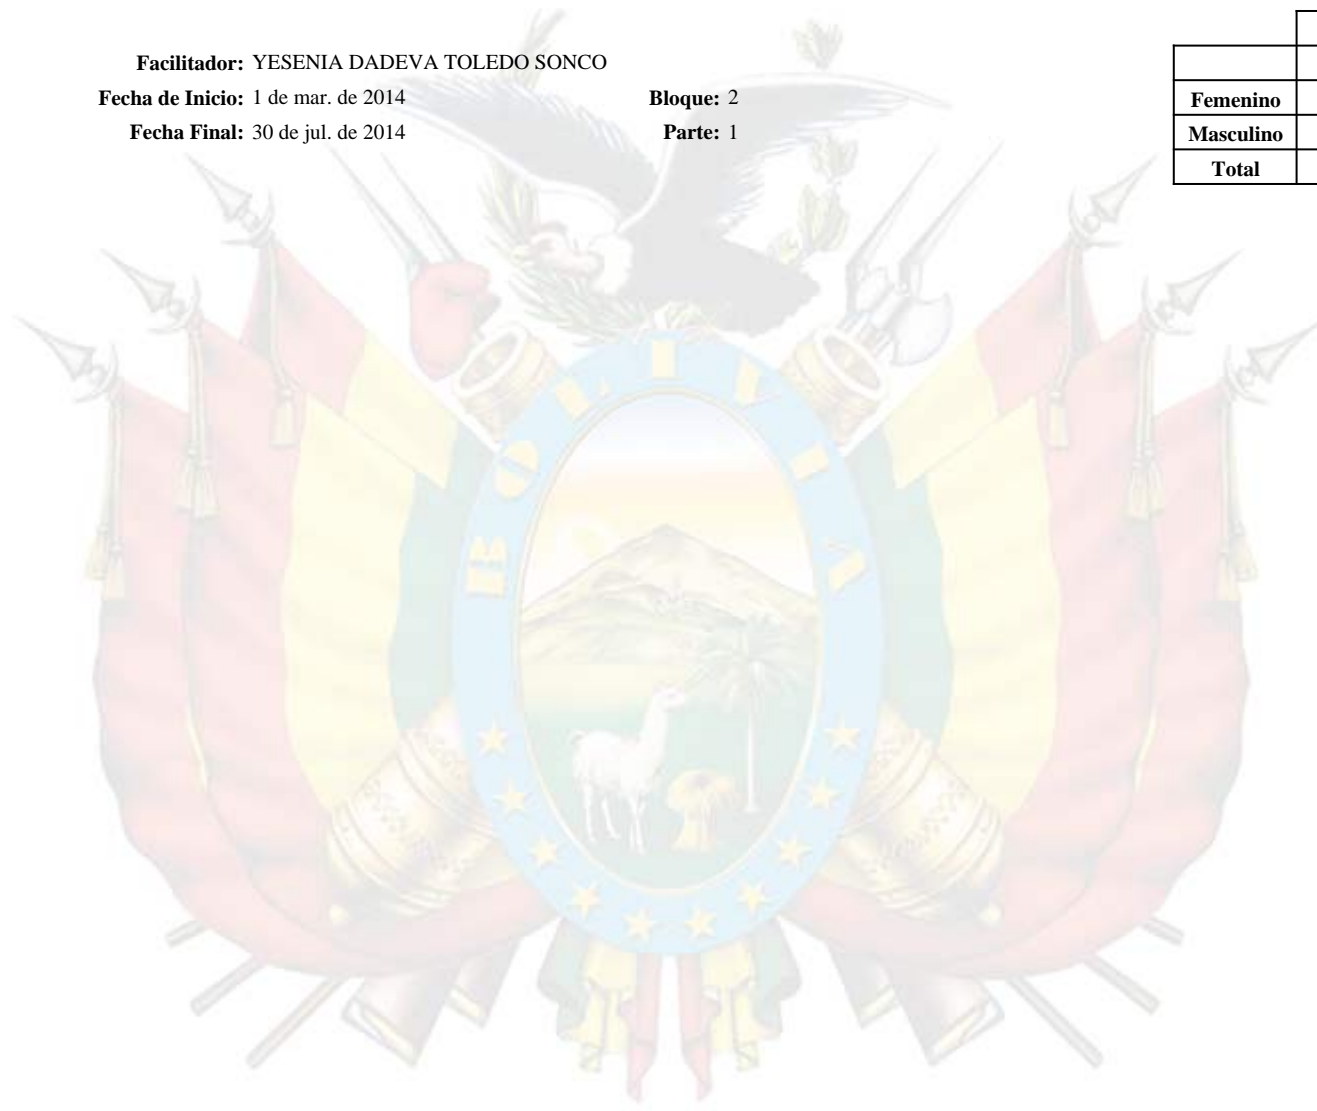 Facilitador: YESENIA DADEVA TOLEDO SONCO
Fecha de Inicio: 1 de mar. de 2014 Bloque: 2
Fecha Final: 30 de jul. de 2014 Parte: 1
Femenino
Masculino
Total
BOLIVIA